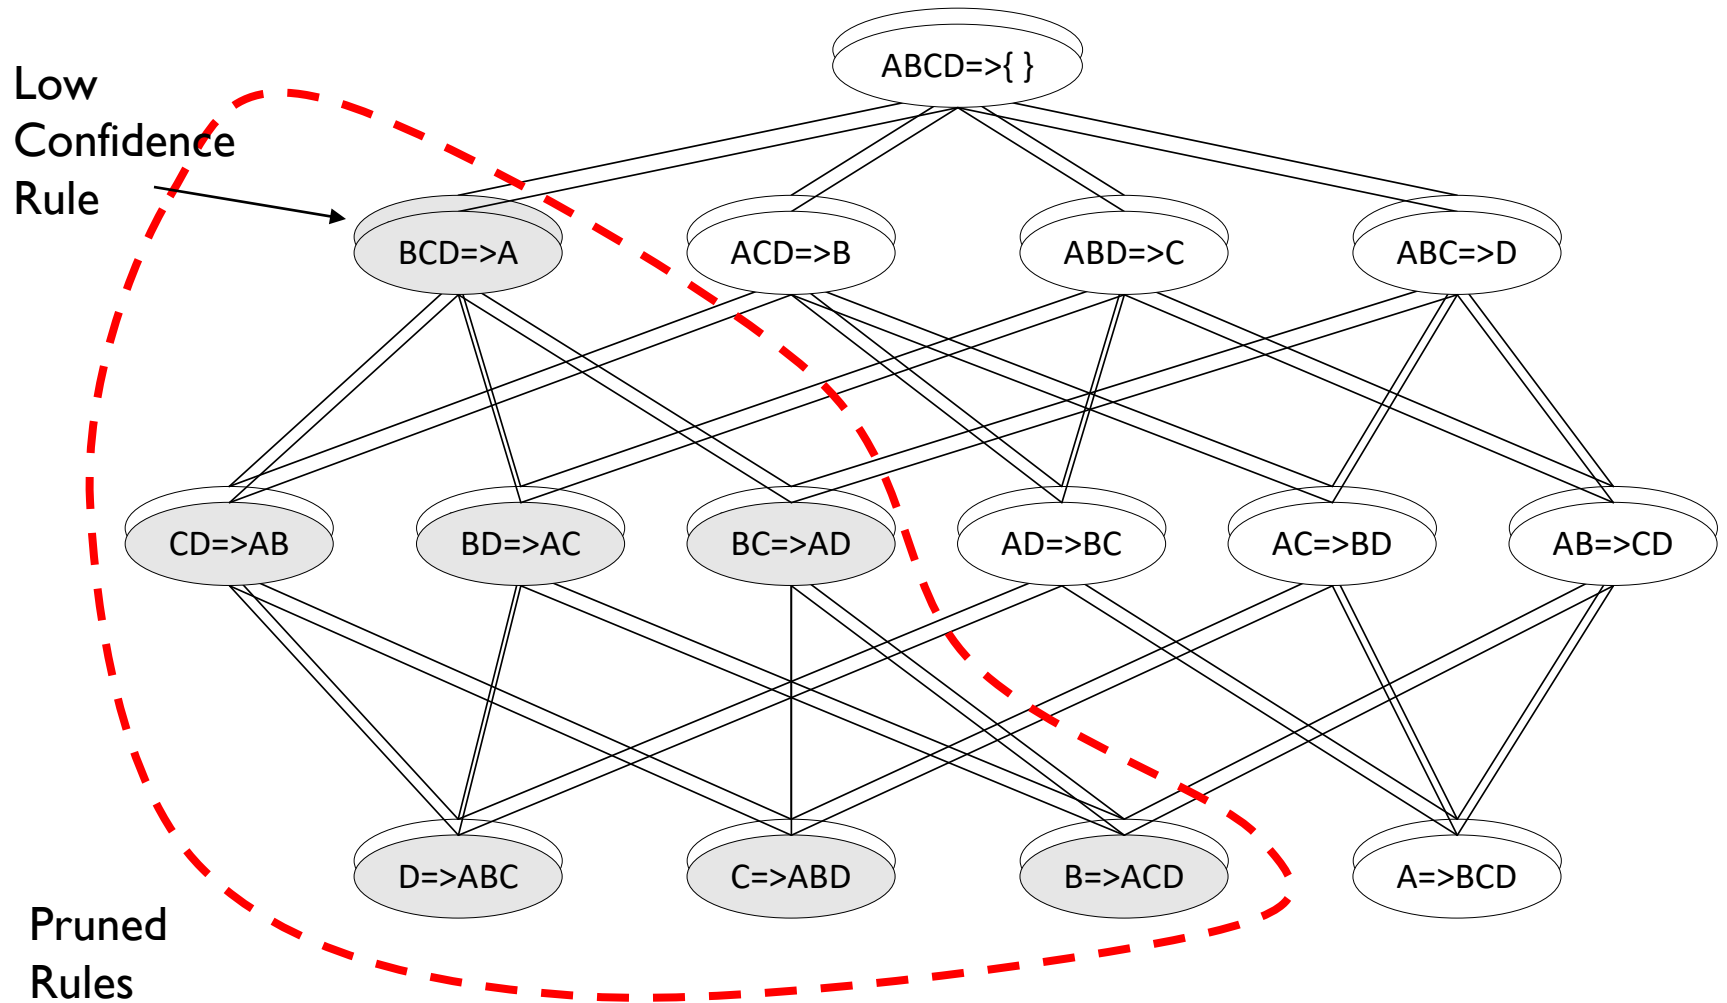 ABCD=>{ }
Low
Confidence
Rule
BCD=>A
ACD=>B
ABD=>C
ABC=>D
CD=>AB
BD=>AC
BC=>AD
AD=>BC
AC=>BD
AB=>CD
D=>ABC
C=>ABD
B=>ACD
A=>BCD
Pruned
Rules